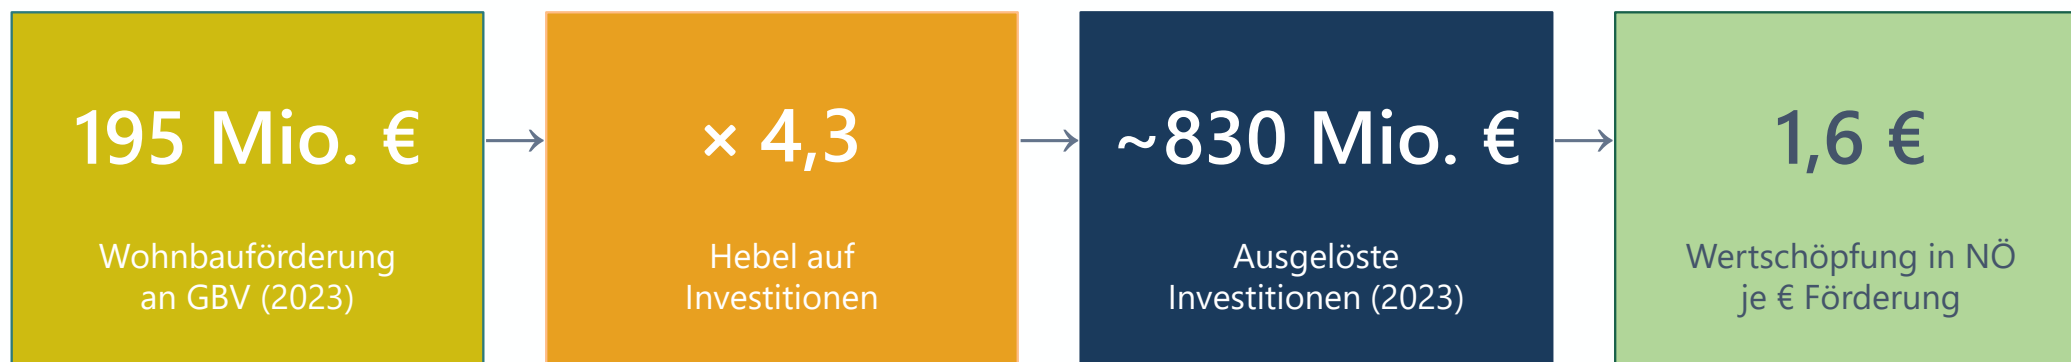 195 Mio. €
Wohnbauförderung
an GBV (2023)
× 4,3
Hebel auf
Investitionen
~830 Mio. €
Ausgelöste
Investitionen (2023)
1,6 €
Wertschöpfung in NÖ
je € Förderung